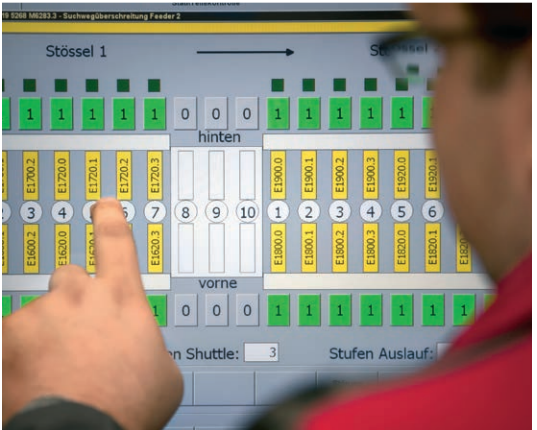 19 5268 M6283.3 - Suchwegüberschreitung Feeder 2
Stössel 1
1 1 1 1 1 0 0 0 1 1 1 1 1
hinten
E1700.2 E1720.0 E1720.1 E1720.2 E1720.3 E1900.0 E1900.1 E1900.2 E1900.3 E1920.0 E1920.1
3 4 7 8 9 10 1 2 3 4 5 6
E1600.2 E1620.0 E1620.3 E1800.0 E1800.1 E1800.2 E1800.3 E1820.0 E1820.1
vorne
1 0 0 0 1 1 1 1 1 1 1
Shuttle: 3 Stufen Auslauf: